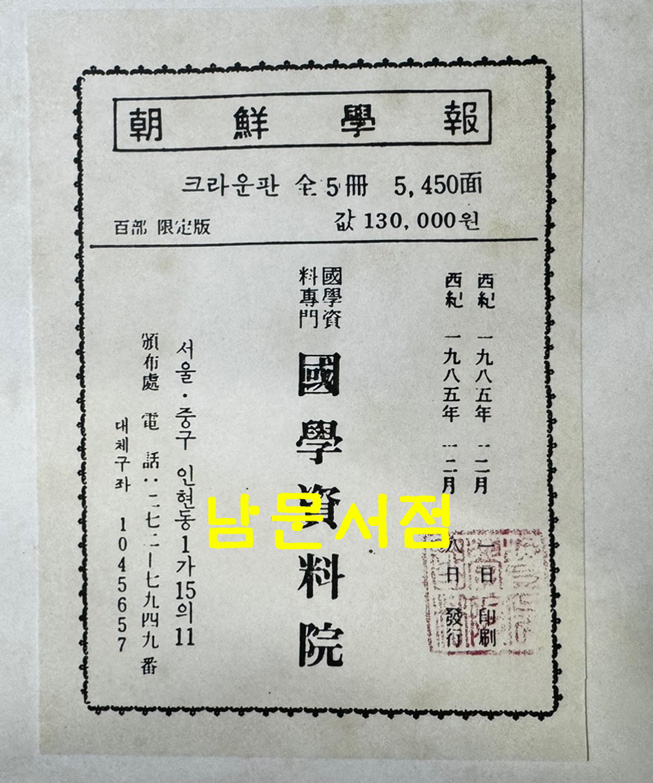 朝鮮學報
크라운판 全5冊 5,450面
百部 限定版 값 130,000원
西紀 一九八五年 一二月 一日 印刷
西紀 一九八五年 一二月 八日 發行
國學資
料專門
國學資料院
서울·중구 인현동1가15의11
頒布處 電話:二七二—七九四九番
대체구좌 1045657
남문서점